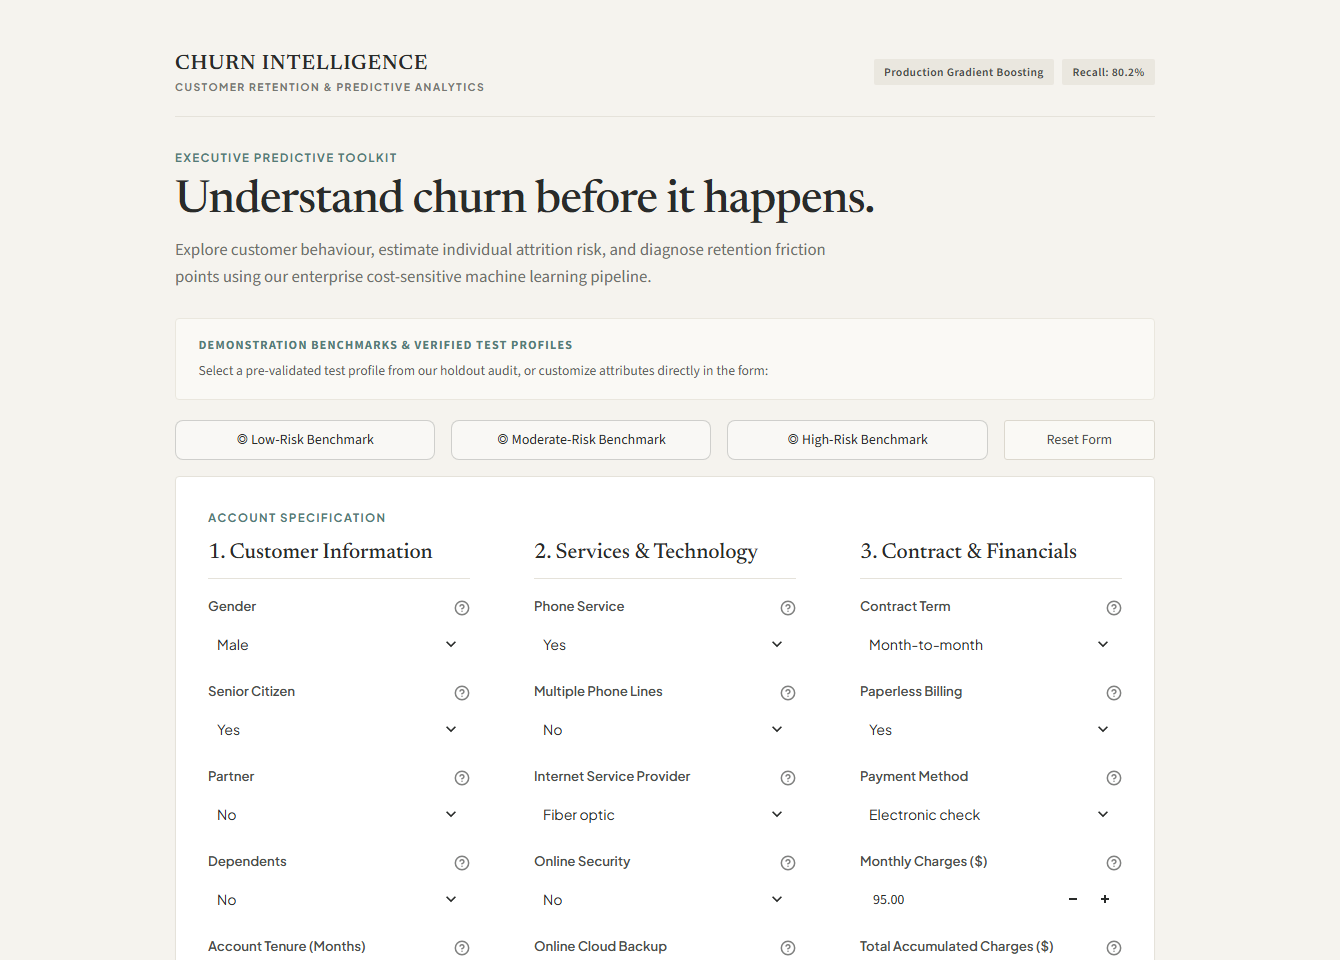 CHURN INTELLIGENCE
CUSTOMER RETENTION & PREDICTIVE ANALYTICS
Production Gradient Boosting
Recall: 80.2%
EXECUTIVE PREDICTIVE TOOLKIT
Understand churn before it happens.
Explore customer behaviour, estimate individual attrition risk, and diagnose retention friction
points using our enterprise cost-sensitive machine learning pipeline.
DEMONSTRATION BENCHMARKS & VERIFIED TEST PROFILES
Select a pre-validated test profile from our holdout audit, or customize attributes directly in the form:
Low-Risk Benchmark
Moderate-Risk Benchmark
High-Risk Benchmark
Reset Form
ACCOUNT SPECIFICATION
1. Customer Information
Gender
Male
Senior Citizen
Yes
Partner
No
Dependents
No
Account Tenure (Months)
2. Services & Technology
Phone Service
Yes
Multiple Phone Lines
No
Internet Service Provider
Fiber optic
Online Security
No
Online Cloud Backup
3. Contract & Financials
Contract Term
Month-to-month
Paperless Billing
Yes
Payment Method
Electronic check
Monthly Charges ($)
95.00
Total Accumulated Charges ($)